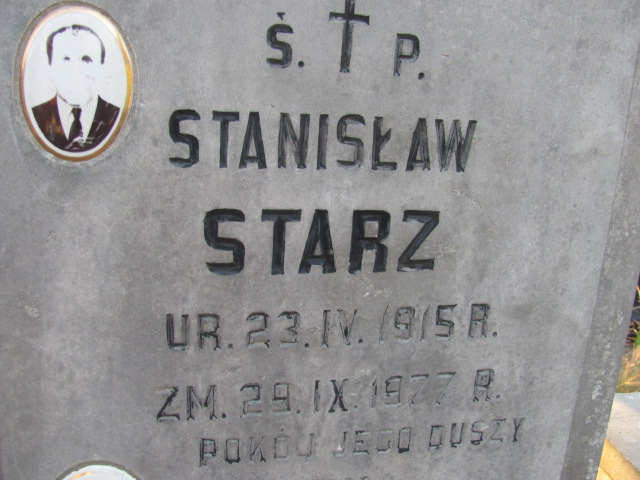 Ś. P.
STANISŁAW
STARZ
UR. 23. IV. 1915 R.
ZM. 29. IX. 1977 R.
POKÓJ JEGO DUSZY